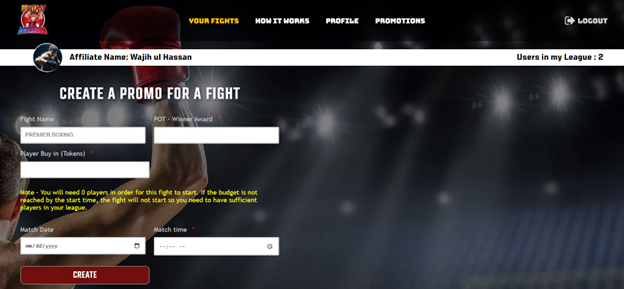 YOUR FIGHTS
HOW IT WORKS
PROFILE
PROMOTIONS
LOGOUT
Affiliate Name: Wajih ul Hassan
Users in my League : 2
CREATE A PROMO FOR A FIGHT
Fight Name
POT - Winner Award
PREMIER BOXING
Player Buy in (Tokens) *
Note - You will need 0 players in order for this fight to start. If the budget is not
reached by the start time, the fight will not start so you need to have sufficient
players in your league.
Match Date *
Match time *
mm/dd/yyyy
--:-- --
CREATE